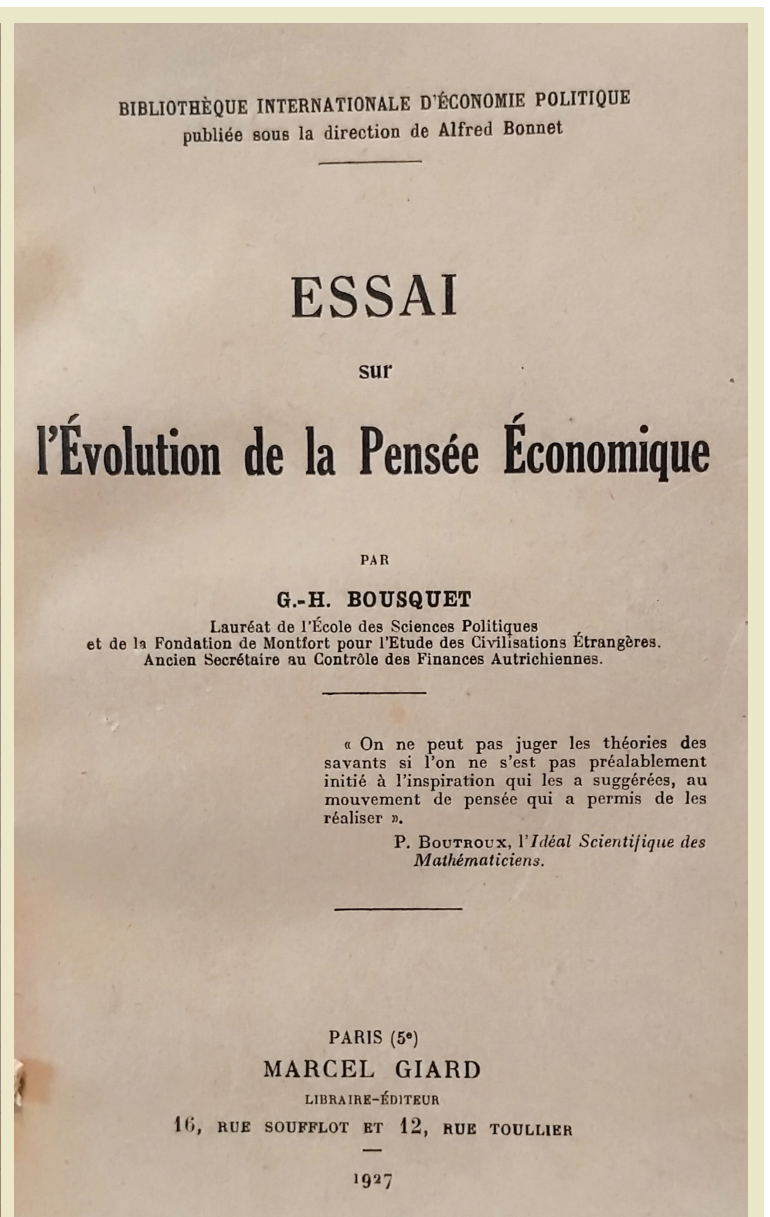 BIBLIOTHÈQUE INTERNATIONALE D'ÉCONOMIE POLITIQUE
publiée sous la direction de Alfred Bonnet
ESSAI
sur
l'Évolution de la Pensée Économique
PAR
G.-H. BOUSQUET
Lauréat de l'École des Sciences Politiques
et de la Fondation de Montfort pour l'Etude des Civilisations Étrangères.
Ancien Secrétaire au Contrôle des Finances Autrichiennes.
« On ne peut pas juger les théories des
savants si l'on ne s'est pas préalablement
initié à l'inspiration qui les a suggérées, au
mouvement de pensée qui a permis de les
réaliser ».
P. BOUTROUX, l'Idéal Scientifique des
Mathématiciens.
PARIS (5e)
MARCEL GIARD
LIBRAIRE-ÉDITEUR
16, RUE SOUFFLOT ET 12, RUE TOULLIER
1927